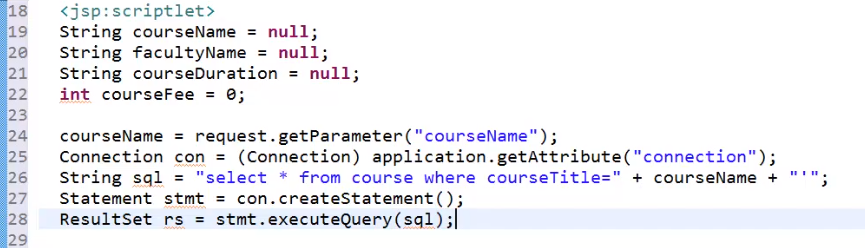 18 <jsp:scriptlet>
19 String courseName = null;
20 String facultyName = null;
21 String courseDuration = null;
22 int courseFee = 0;
23
24 courseName = request.getParameter("courseName");
25 Connection con = (Connection) application.getAttribute("connection");
26 String sql = "select * from course where courseTitle=" + courseName + "'";
27 Statement stmt = con.createStatement();
28 ResultSet rs = stmt.executeQuery(sql);
29